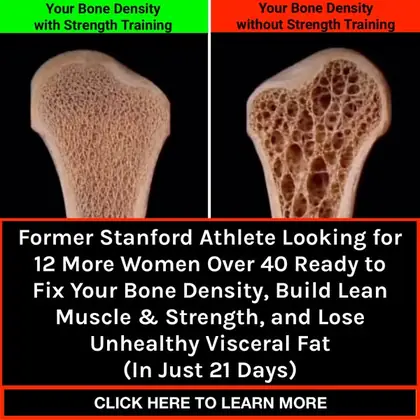 Your Bone Density
with Strength Training
Your Bone Density
without Strength Training
Former Stanford Athlete Looking for
12 More Women Over 40 Ready to
Fix Your Bone Density, Build Lean
Muscle & Strength, and Lose
Unhealthy Visceral Fat
(In Just 21 Days)
CLICK HERE TO LEARN MORE